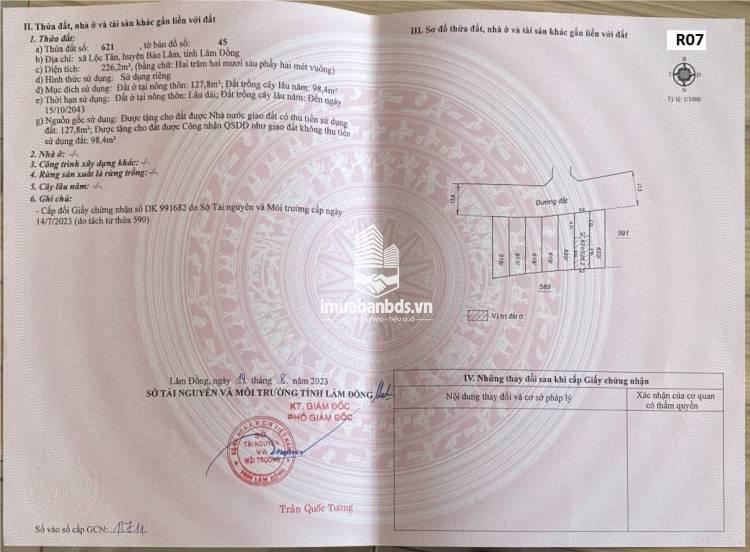 II. Thửa đất, nhà ở và tài sản khác gắn liền với đất
1. Thửa đất:
a) Thửa đất số: 621 , tờ bản đồ số: 45
b) Địa chỉ: xã Lộc Tân, huyện Bảo Lâm, tỉnh Lâm Đồng
c) Diện tích: 226,2m², (bằng chữ: Hai trăm hai mươi sáu phẩy hai mét vuông)
d) Hình thức sử dụng: Sử dụng riêng
đ) Mục đích sử dụng: Đất ở tại nông thôn: 127,8m²; Đất trồng cây lâu năm: 98,4m²
e) Thời hạn sử dụng: Đất ở tại nông thôn: Lâu dài; Đất trồng cây lâu năm: Đến ngày
15/10/2043
g) Nguồn gốc sử dụng: Được tặng cho đất được Nhà nước giao đất có thu tiền sử dụng
đất: 127,8m²; Được tặng cho đất được Công nhận QSDĐ như giao đất không thu tiền
sử dụng đất: 98,4m²
2. Nhà ở: -/-.
3. Công trình xây dựng khác: -/-.
4. Rừng sản xuất là rừng trồng: -/-.
5. Cây lâu năm: -/-.
6. Ghi chú:
- Cấp đổi Giấy chứng nhận số DK 991682 do Sở Tài nguyên và Môi trường cấp ngày
14/7/2023 (do tách từ thửa 590)
Lâm Đồng, ngày 14 tháng 8 năm 2023
SỞ TÀI NGUYÊN VÀ MÔI TRƯỜNG TỈNH LÂM ĐỒNG
KT. GIÁM ĐỐC
PHÓ GIÁM ĐỐC
SỞ
TÀI NGUYÊN
VÀ
MÔI TRƯỜNG
TỈNH LÂM ĐỒNG
Trần Quốc Tường
Số vào sổ cấp GCN:
imuabanbds.vn
III. Sơ đồ thửa đất, nhà ở và tài sản khác gắn liền với đất
R07
B
Tỷ lệ: 1/1000
Đường đất
114
113
591
589
Vị trí đất ở
IV. Những thay đổi sau khi cấp Giấy chứng nhận
Nội dung thay đổi và cơ sở pháp lý
Xác nhận của cơ quan
có thẩm quyền